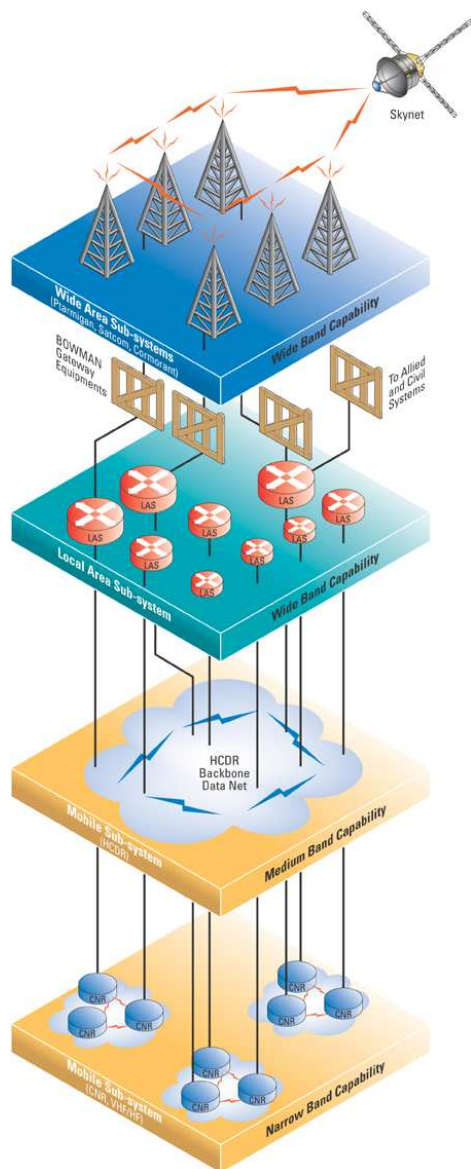 Skynet
Wide Area Sub-systems
(Ptarmigan, Satcom, Cormorant)
Wide Band Capability
BOWMAN
Gateway
Equipments
To Allied
and Civil
Systems
LAS
LAS
LAS
LAS
LAS
LAS
LAS
LAS
LAS
Local Area Sub-system
Wide Band Capability
HCDR
Backbone
Data Net
Mobile Sub-system
(HCDR)
Medium Band Capability
CNR
CNR
CNR
CNR
CNR
CNR
CNR
CNR
CNR
Mobile Sub-system
(CNR, VHF/HF)
Narrow Band Capability